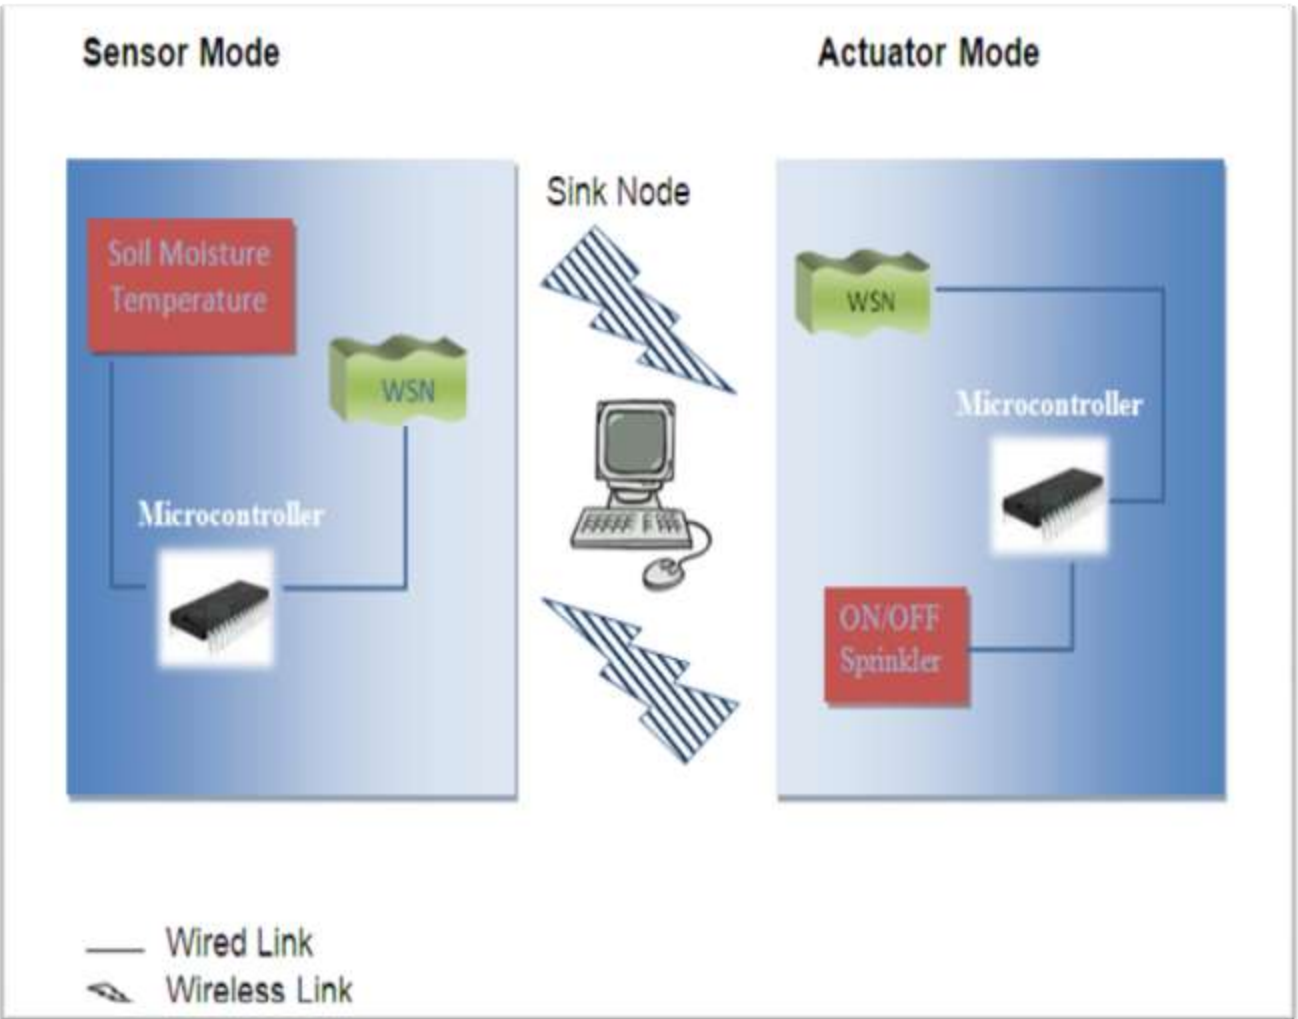 Sensor Mode
Actuator Mode
Sink Node
Soil Moisture
Temperature
WSN
Microcontroller
WSN
Microcontroller
ON/OFF
Sprinkler
Wired Link
Wireless Link